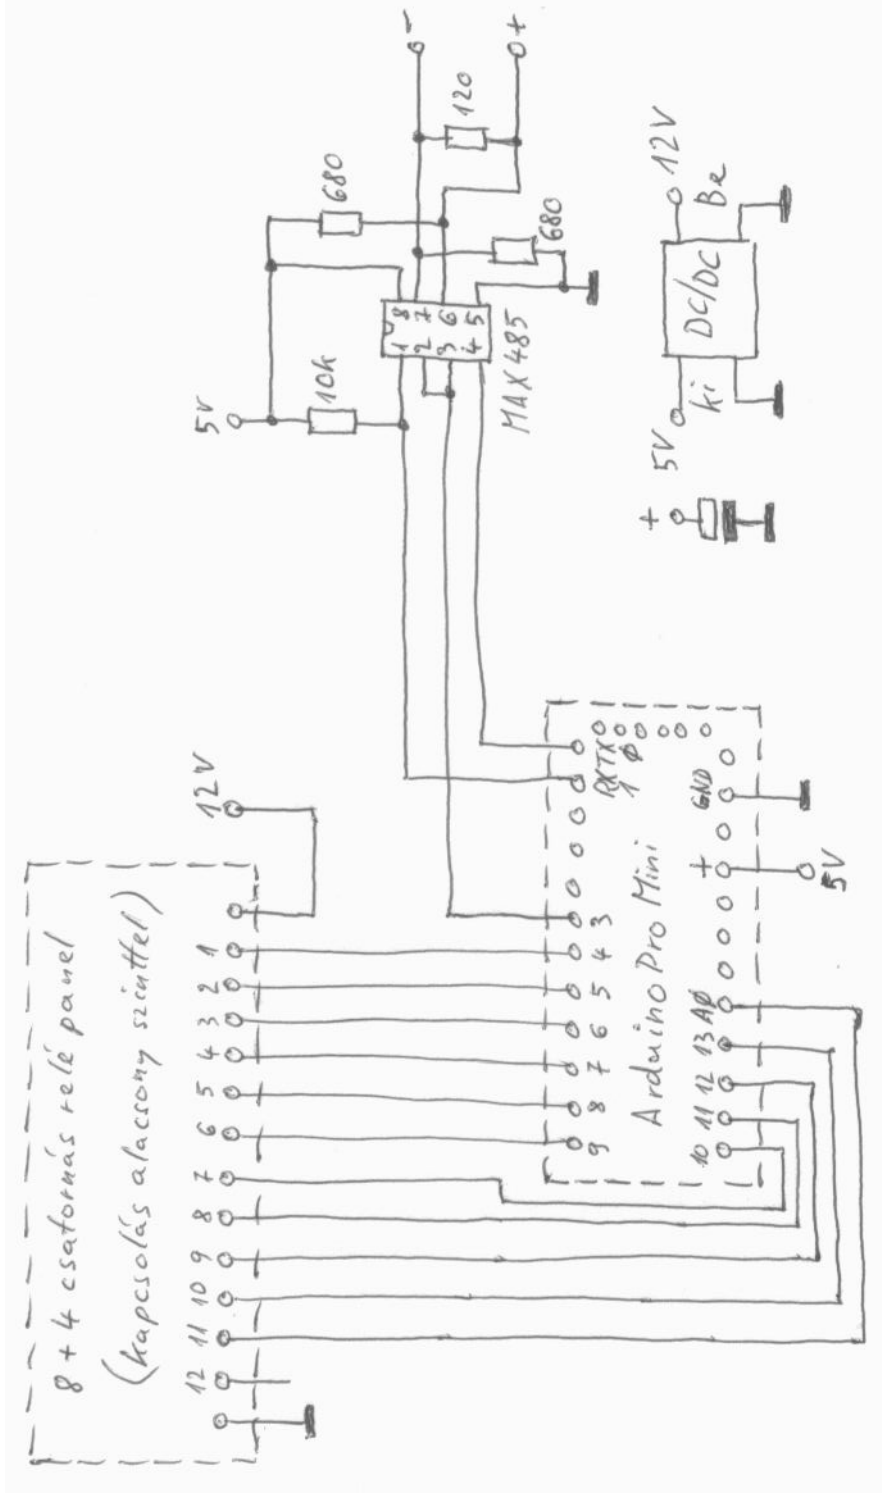 8 + 4 csatornás relé panel
(kapcsolás alacsony szinttel)
12 11 10 9 8 7 6 5 4 3 2 1
12V
5V
10k
680
1 2 3 4
8 7 6 5
MAX485
680
120
-
+
9 8 7 6 5 4 3 RX TX
1 Ø
Arduino Pro Mini
10 11 12 13 AØ + GND
5V
+
5V
12V
ki
DC/DC
Be